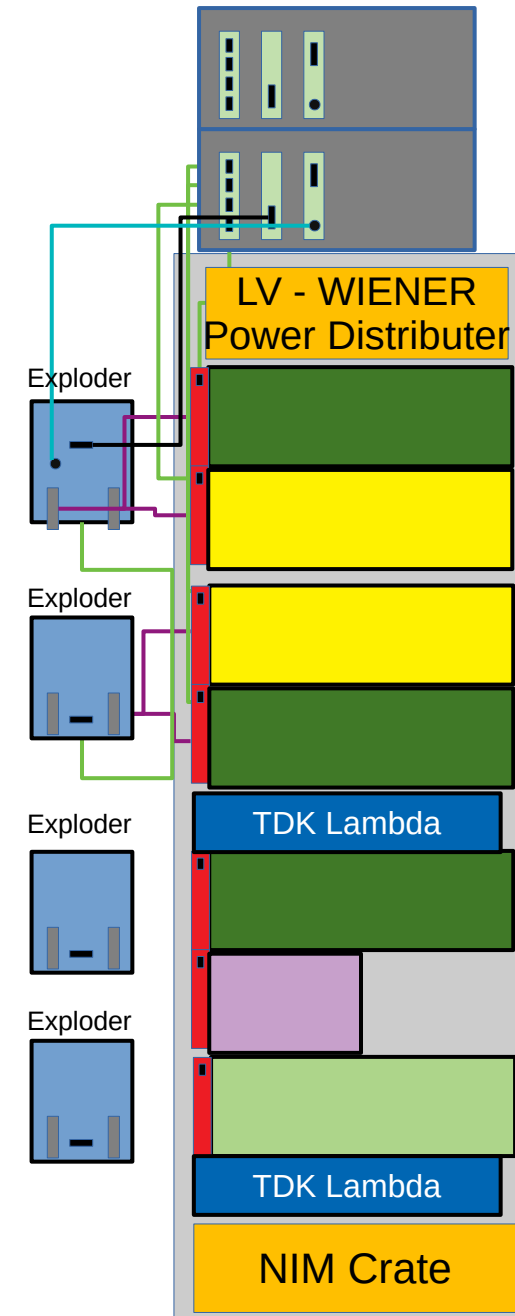 LV - WIENER
Power Distributer
Exploder
Exploder
TDK Lambda
Exploder
Exploder
TDK Lambda
NIM Crate